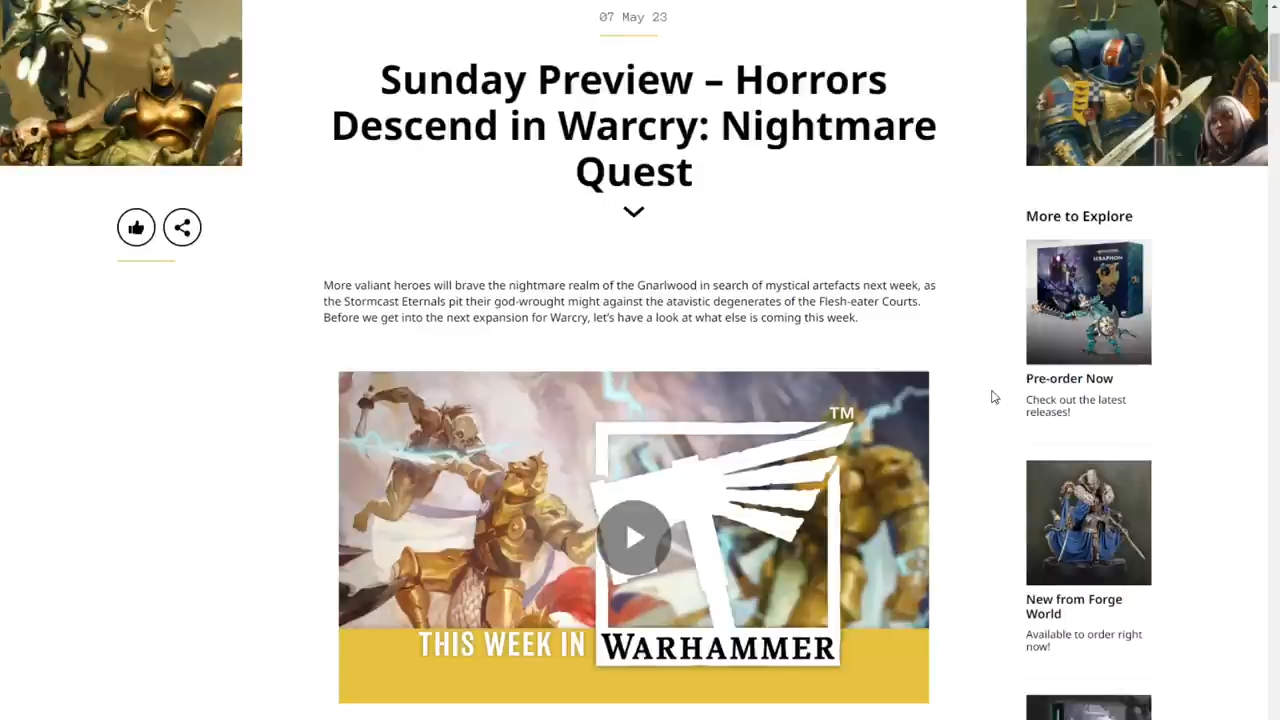 07 May 23
Sunday Preview – Horrors
Descend in Warcry: Nightmare
Quest
More valiant heroes will brave the nightmare realm of the Gnarlwood in search of mystical artefacts next week, as
the Stormcast Eternals pit their god-wrought might against the atavistic degenerates of the Flesh-eater Courts.
Before we get into the next expansion for Warcry, let’s have a look at what else is coming this week.
TM
THIS WEEK IN WARHAMMER
More to Explore
SERAPHON
Pre-order Now
Check out the latest
releases!
New from Forge
World
Available to order right
now!